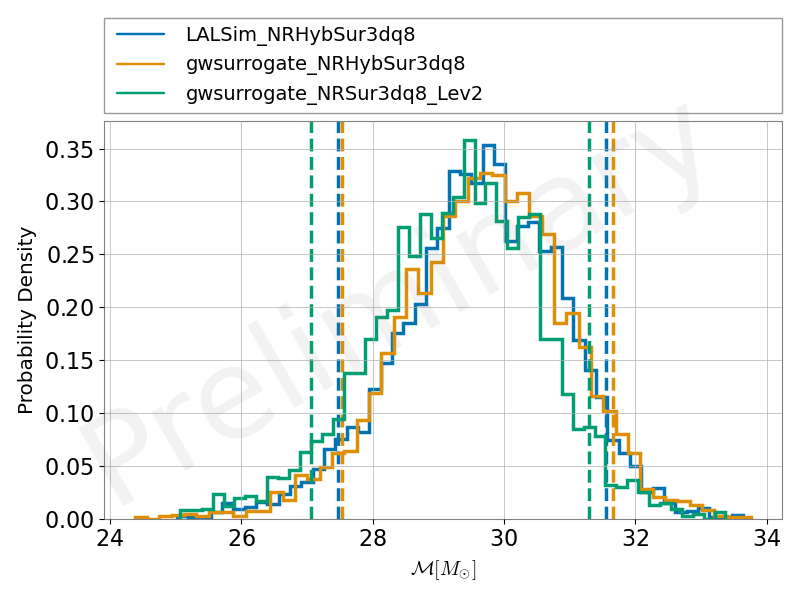 LALSim_NRHybSur3dq8
gwsurrogate_NRHybSur3dq8
gwsurrogate_NRSur3dq8_Lev2
Preliminary
Probability Density
0.35
0.30
0.25
0.20
0.15
0.10
0.05
0.00
24 26 28 30 32 34
ℳ[M⊙]